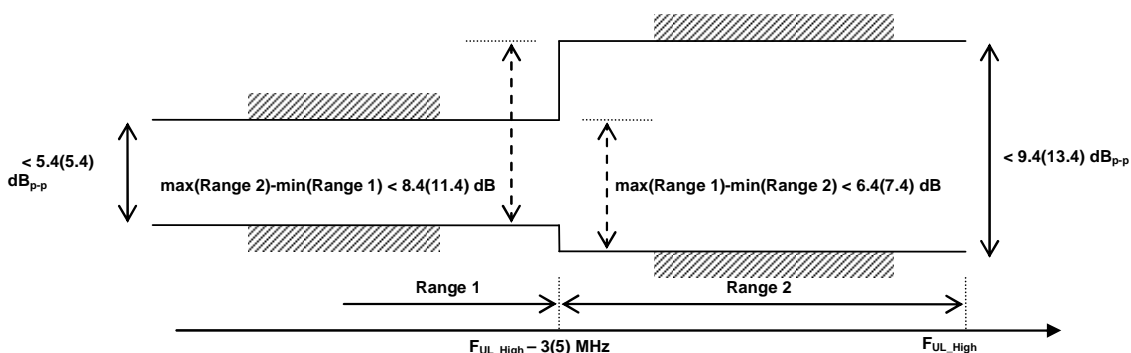 < 5.4(5.4)
dBp-p
max(Range 2)-min(Range 1) < 8.4(11.4) dB
max(Range 1)-min(Range 2) < 6.4(7.4) dB
< 9.4(13.4) dBp-p
Range 1
Range 2
FUL_High – 3(5) MHz
FUL_High